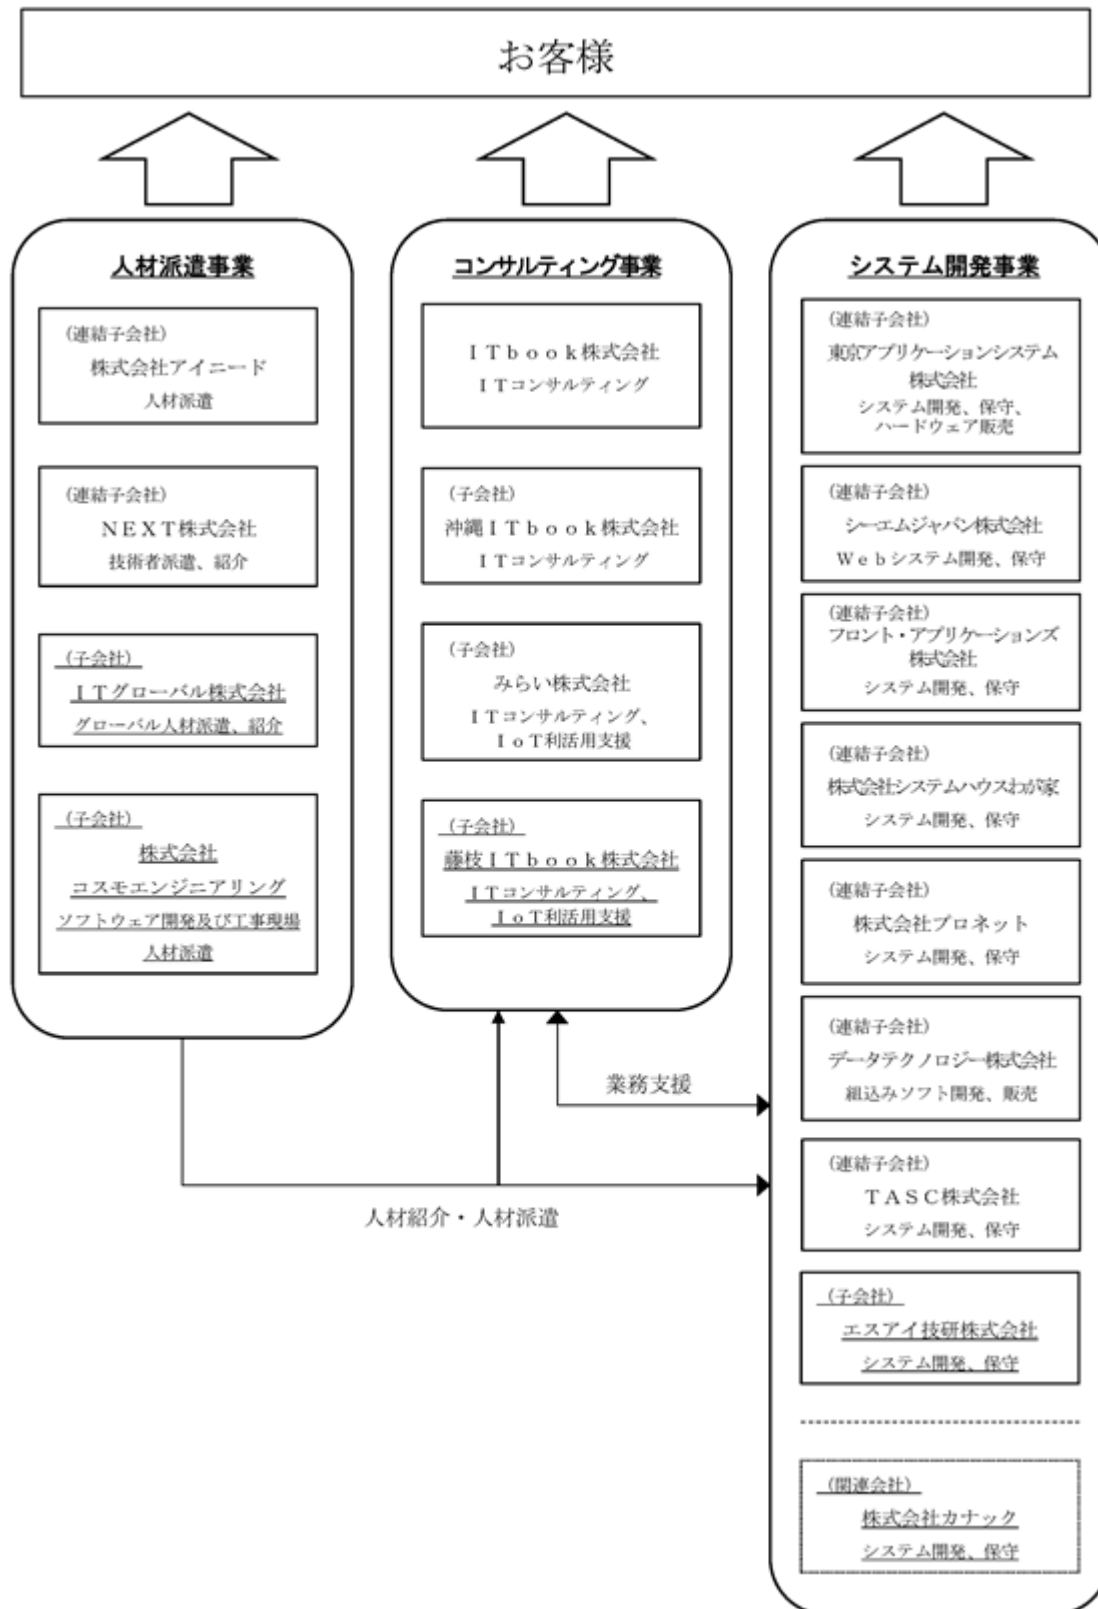 お客様
人材派遣事業
(連結子会社)
株式会社アイニード
人材派遣
(連結子会社)
ＮＥＸＴ株式会社
技術者派遣、紹介
(子会社)
ＩＴグローバル株式会社
グローバル人材派遣、紹介
(子会社)
株式会社
コスモエンジニアリング
ソフトウェア開発及び工事現場
人材派遣
コンサルティング事業
ＩＴｂｏｏｋ株式会社
ＩＴコンサルティング
(子会社)
沖縄ＩＴｂｏｏｋ株式会社
ＩＴコンサルティング
(子会社)
みらい株式会社
ＩＴコンサルティング、
ＩｏＴ利活用支援
(子会社)
藤枝ＩＴｂｏｏｋ株式会社
ＩＴコンサルティング、
ＩｏＴ利活用支援
システム開発事業
(連結子会社)
東京アプリケーションシステム
株式会社
システム開発、保守、
ハードウェア販売
(連結子会社)
シーエムジャパン株式会社
Ｗｅｂシステム開発、保守
(連結子会社)
フロント・アプリケーションズ
株式会社
システム開発、保守
(連結子会社)
株式会社システムハウスわが家
システム開発、保守
(連結子会社)
株式会社プロネット
システム開発、保守
(連結子会社)
データテクノロジー株式会社
組込みソフト開発、販売
(連結子会社)
ＴＡＳＣ株式会社
システム開発、保守
(子会社)
エスアイ技研株式会社
システム開発、保守
(関連会社)
株式会社カナック
システム開発、保守
業務支援
人材紹介・人材派遣